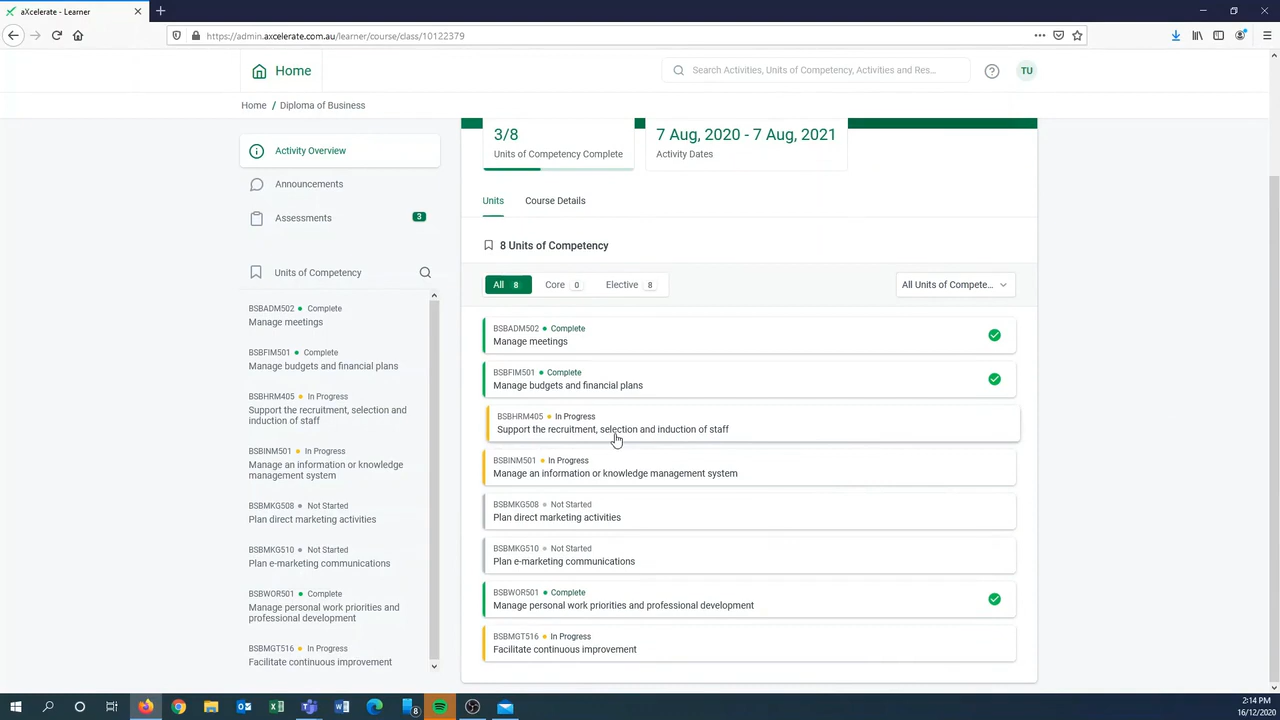 aXcelerate - Learner
https://admin.axcelerate.com.au/learner/course/class/10122379
Home
Search Activities, Units of Competency, Activities and Res...
TU
Home / Diploma of Business
Activity Overview
Announcements
Assessments 3
Units of Competency
BSBADM502 Complete
Manage meetings
BSBFIM501 Complete
Manage budgets and financial plans
BSBHRM405 In Progress
Support the recruitment, selection and
induction of staff
BSBINM501 In Progress
Manage an information or knowledge
management system
BSBMKG508 Not Started
Plan direct marketing activities
BSBMKG510 Not Started
Plan e-marketing communications
BSBWOR501 Complete
Manage personal work priorities and
professional development
BSBMGT516 In Progress
Facilitate continuous improvement
3/8
Units of Competency Complete
7 Aug, 2020 - 7 Aug, 2021
Activity Dates
Units Course Details
8 Units of Competency
All 8 Core 0 Elective 8
All Units of Compete...
BSBADM502 Complete
Manage meetings
BSBFIM501 Complete
Manage budgets and financial plans
BSBHRM405 In Progress
Support the recruitment, selection and induction of staff
BSBINM501 In Progress
Manage an information or knowledge management system
BSBMKG508 Not Started
Plan direct marketing activities
BSBMKG510 Not Started
Plan e-marketing communications
BSBWOR501 Complete
Manage personal work priorities and professional development
BSBMGT516 In Progress
Facilitate continuous improvement
8
2:14 PM
16/12/2020